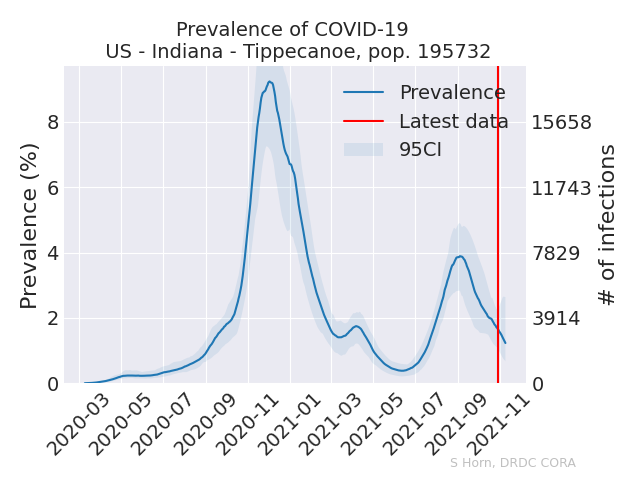 Prevalence of COVID-19
US - Indiana - Tippecanoe, pop. 195732
Prevalence (%)
8
6
4
2
0
Prevalence
Latest data
95CI
15658
11743
7829
3914
0
# of infections
2020-03
2020-05
2020-07
2020-09
2020-11
2021-01
2021-03
2021-05
2021-07
2021-09
2021-11
S Horn, DRDC CORA